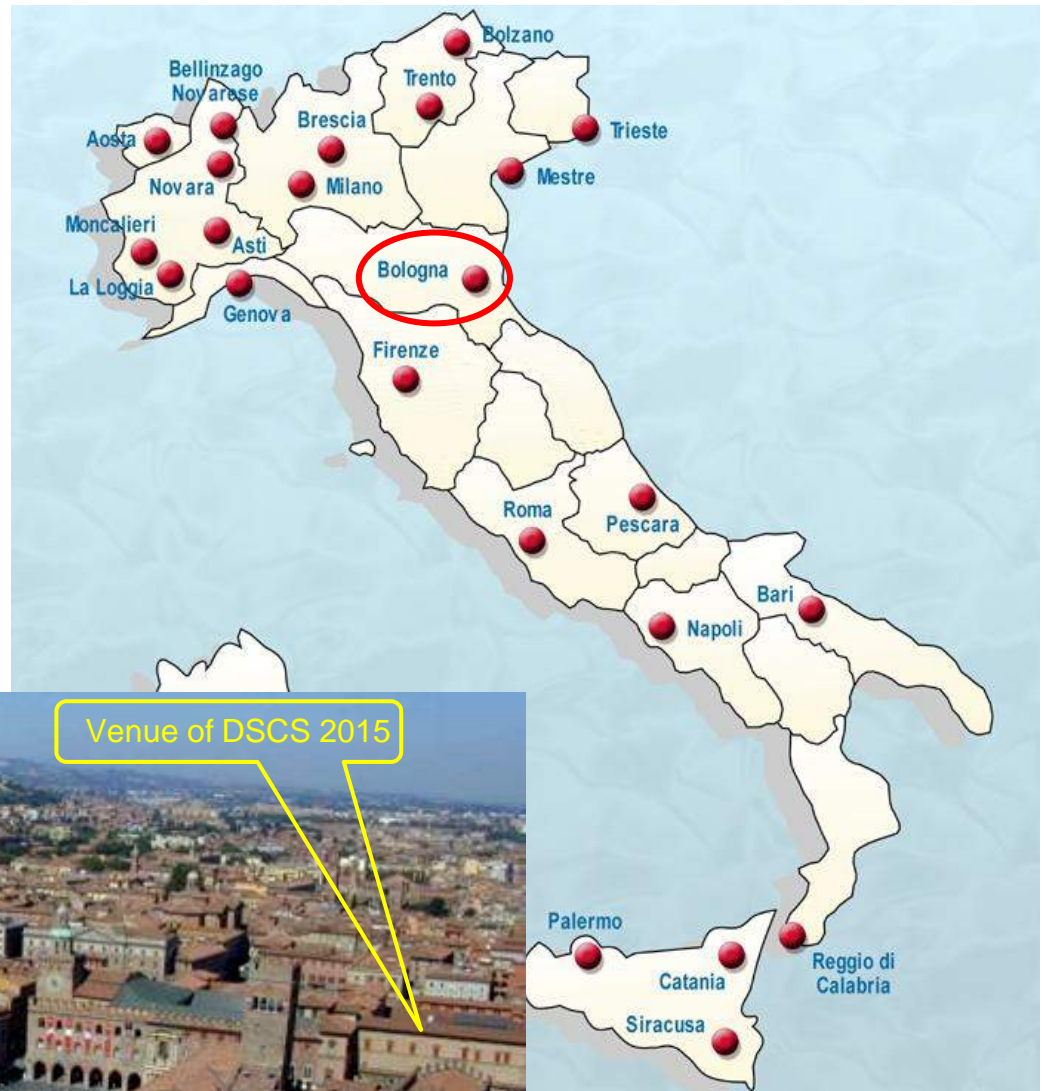 Bolzano
Bellinzago
Novarese
Trento
Brescia
Aosta
Trieste
Mestre
Novara
Milano
Moncalieri
Asti
Bologna
La Loggia
Genova
Firenze
Roma
Pescara
Bari
Napoli
Venue of DSCS 2015
Palermo
Reggio di
Calabria
Catania
Siracusa